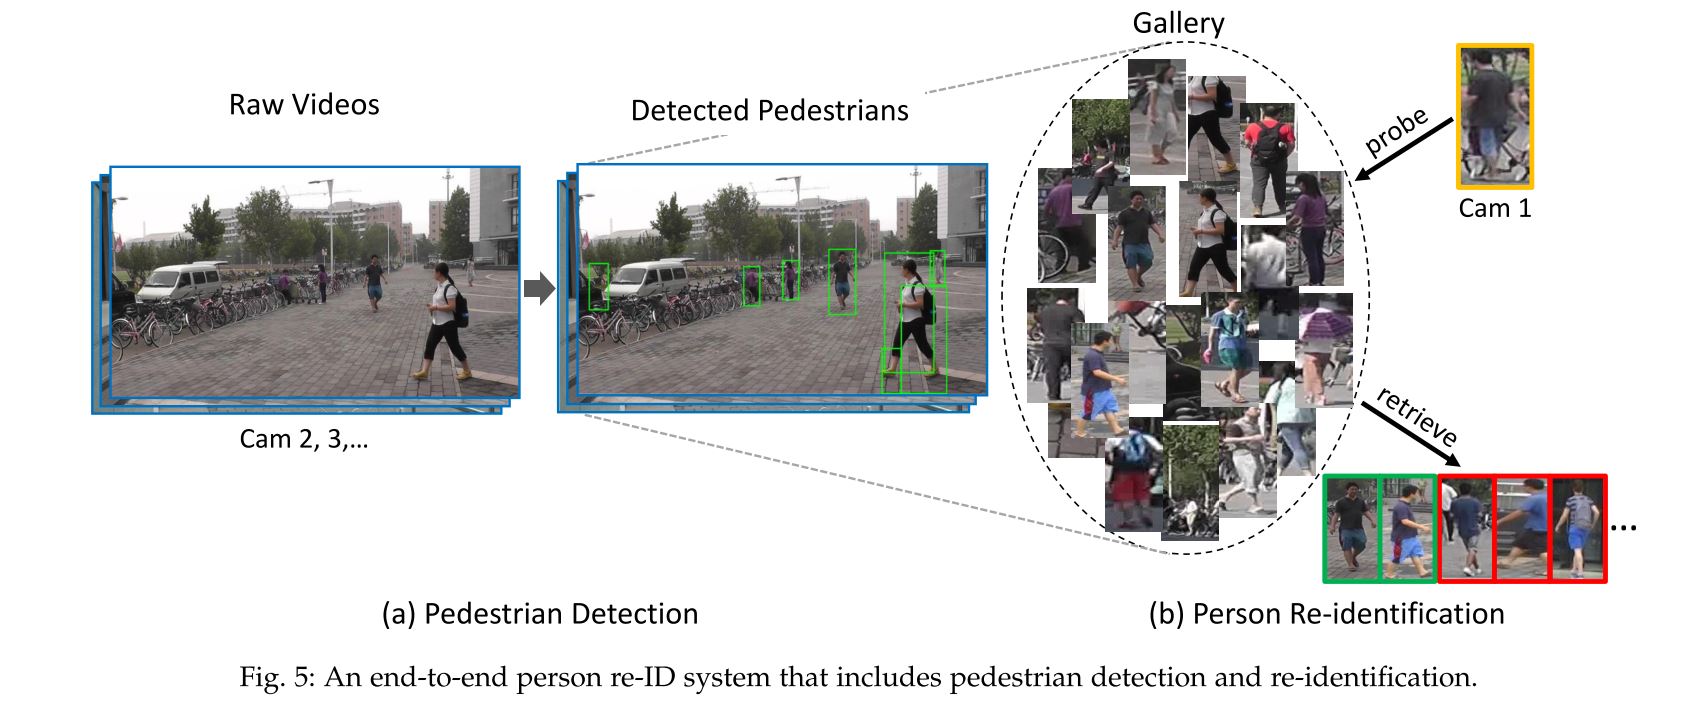 Gallery
Raw Videos
Detected Pedestrians
probe
Cam 1
Cam 2, 3,...
retrieve
...
(a) Pedestrian Detection
(b) Person Re-identification
Fig. 5: An end-to-end person re-ID system that includes pedestrian detection and re-identification.